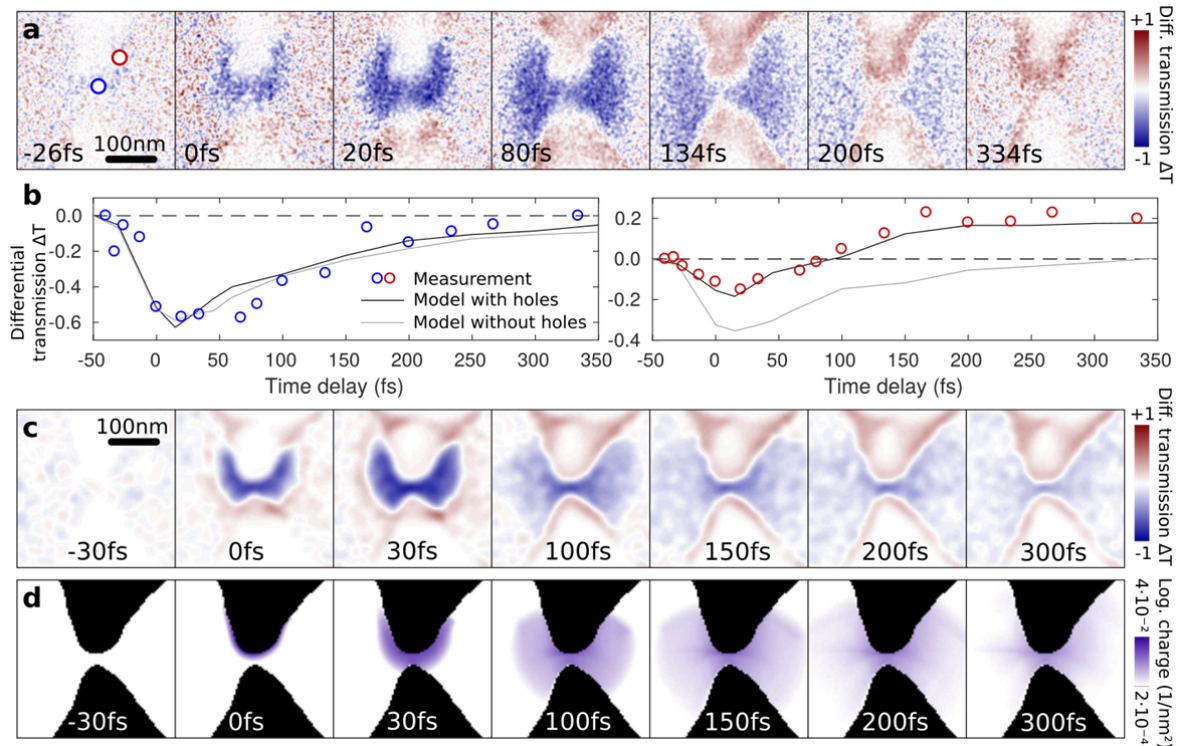 a
-26fs
100nm
0fs
20fs
80fs
134fs
200fs
334fs
+1
-1
Diff. transmission ΔT
b
Differential
transmission ΔT
0.0
-0.2
-0.4
-0.6
Measurement
Model with holes
Model without holes
-50 0 50 100 150 200 250 300 350
Time delay (fs)
0.2
0.0
-0.2
-0.4
-50 0 50 100 150 200 250 300 350
Time delay (fs)
c
100nm
-30fs
0fs
30fs
100fs
150fs
200fs
300fs
+1
-1
Diff. transmission ΔT
d
-30fs
0fs
30fs
100fs
150fs
200fs
300fs
4·10⁻²
2·10⁻⁴
Log. charge (1/nm²)